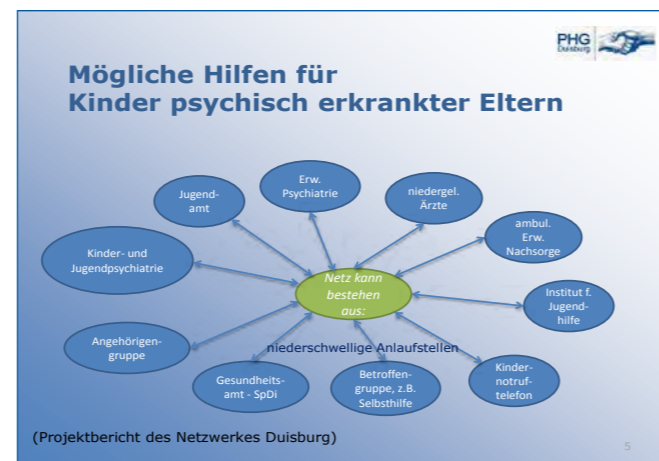 PHG
Duisburg
Mögliche Hilfen für
Kinder psychisch erkrankter Eltern
Erw.
Psychiatrie
niedergel.
Ärzte
Jugend-
amt
ambul.
Erw.
Nachsorge
Kinder- und
Jugendpsychiatrie
Netz kann
bestehen
aus:
Institut f.
Jugend-
hilfe
Angehörigen-
gruppe
niederschwellige Anlaufstellen
Gesundheits-
amt - SpDi
Betroffen-
gruppe, z.B.
Selbsthilfe
Kinder-
notruf-
telefon
(Projektbericht des Netzwerkes Duisburg)
5